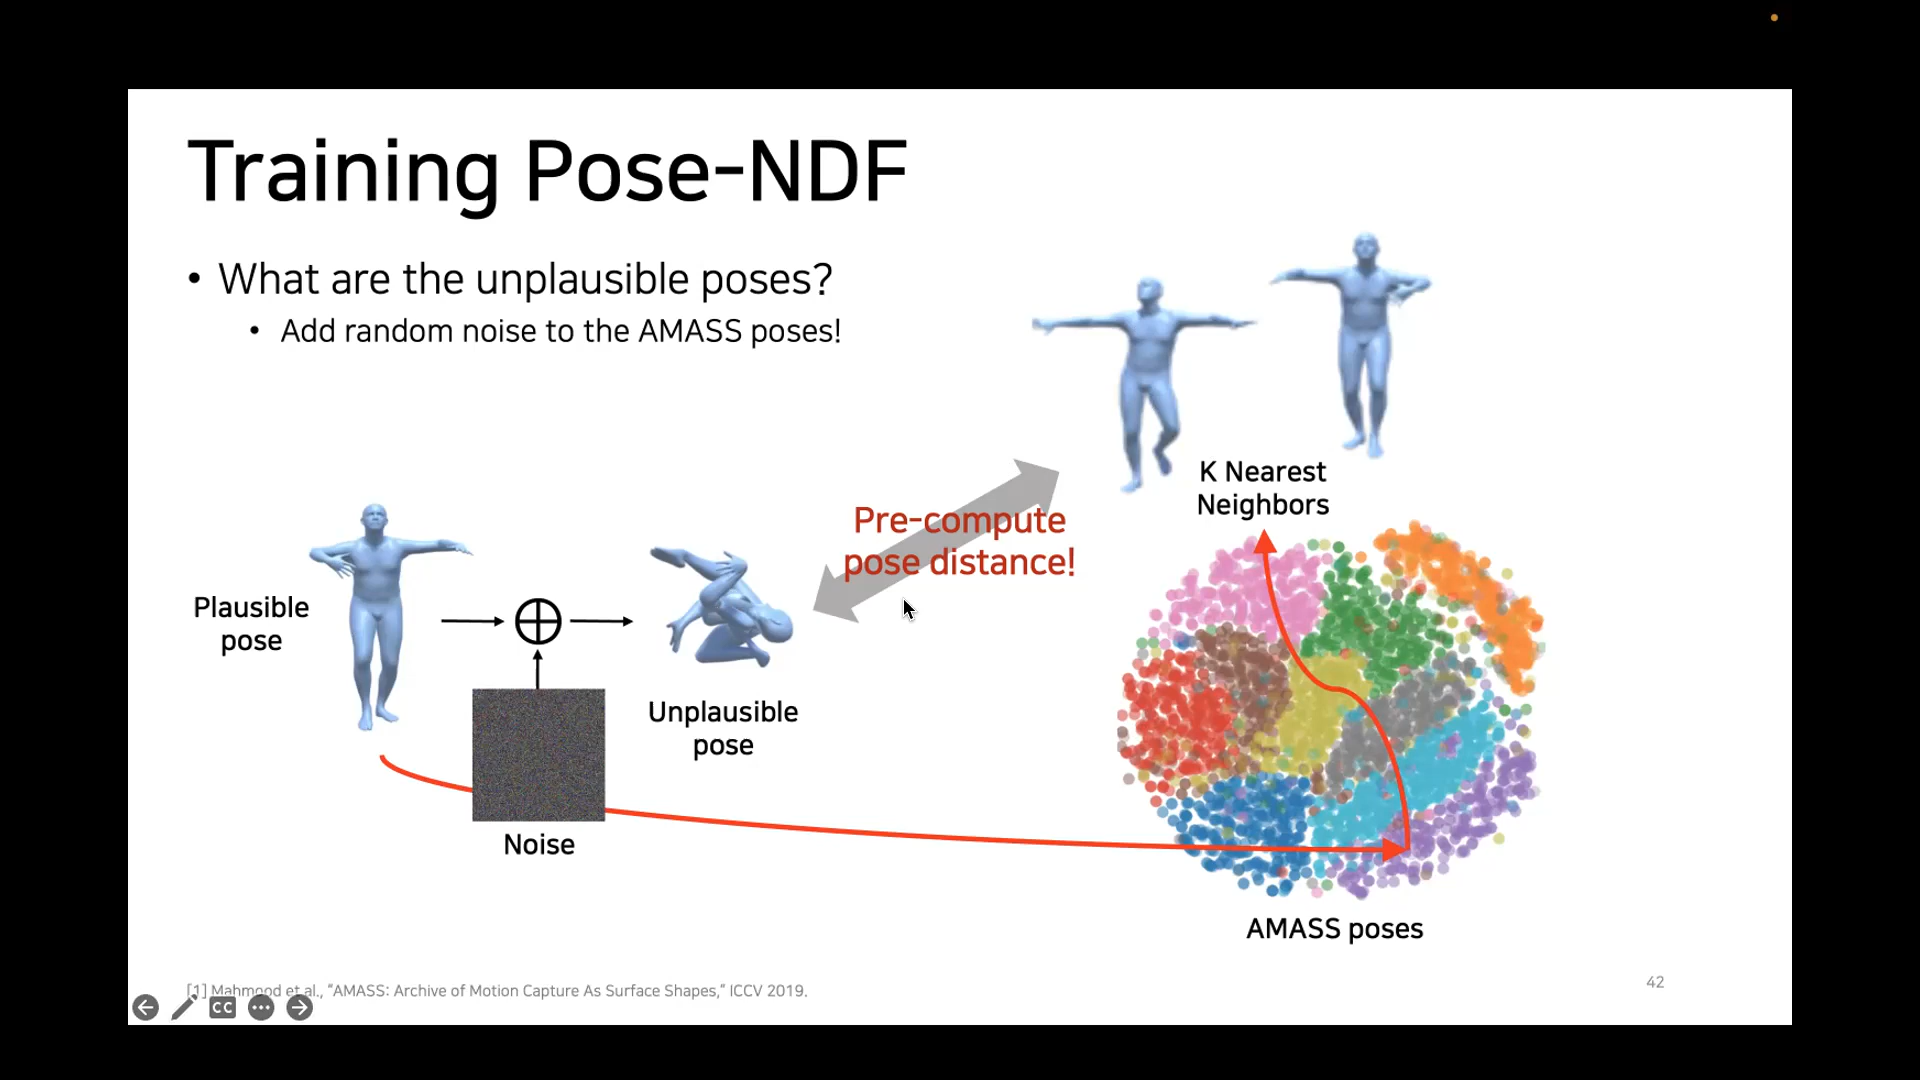 Training Pose-NDF
• What are the unplausible poses?
• Add random noise to the AMASS poses!
K Nearest
Neighbors
Pre-compute
pose distance!
Plausible
pose
Unplausible
pose
Noise
AMASS poses
[1] Mahmood et al., “AMASS: Archive of Motion Capture As Surface Shapes,” ICCV 2019.
42
CC